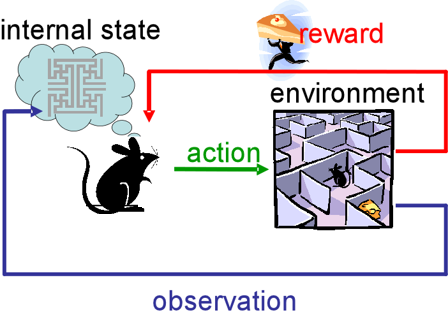 internal state
reward
environment
action
observation